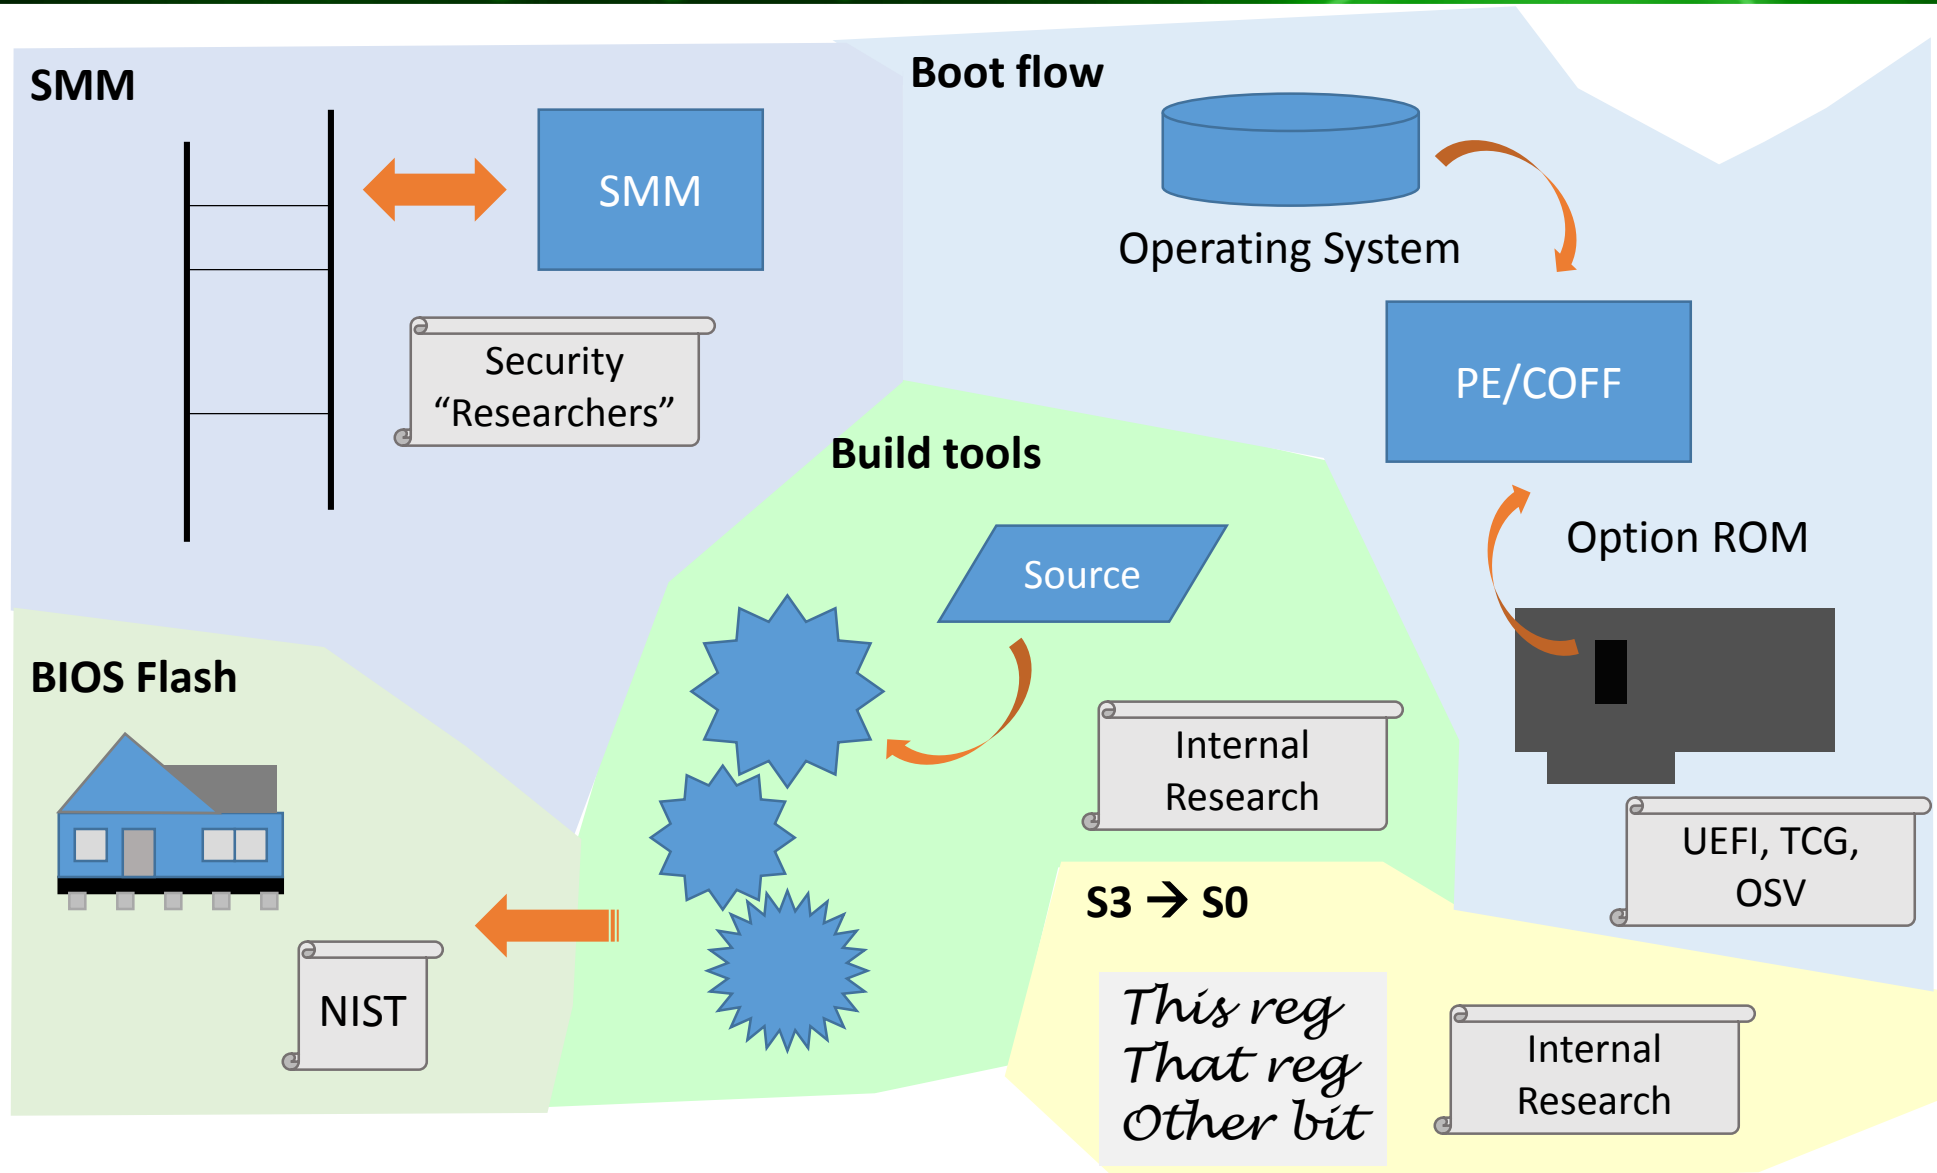 SMM
SMM
Security
“Researchers”
Boot flow
Operating System
PE/COFF
Option ROM
UEFI, TCG,
OSV
Build tools
Source
Internal
Research
BIOS Flash
NIST
S3 → S0
This reg
That reg
Other bit
Internal
Research